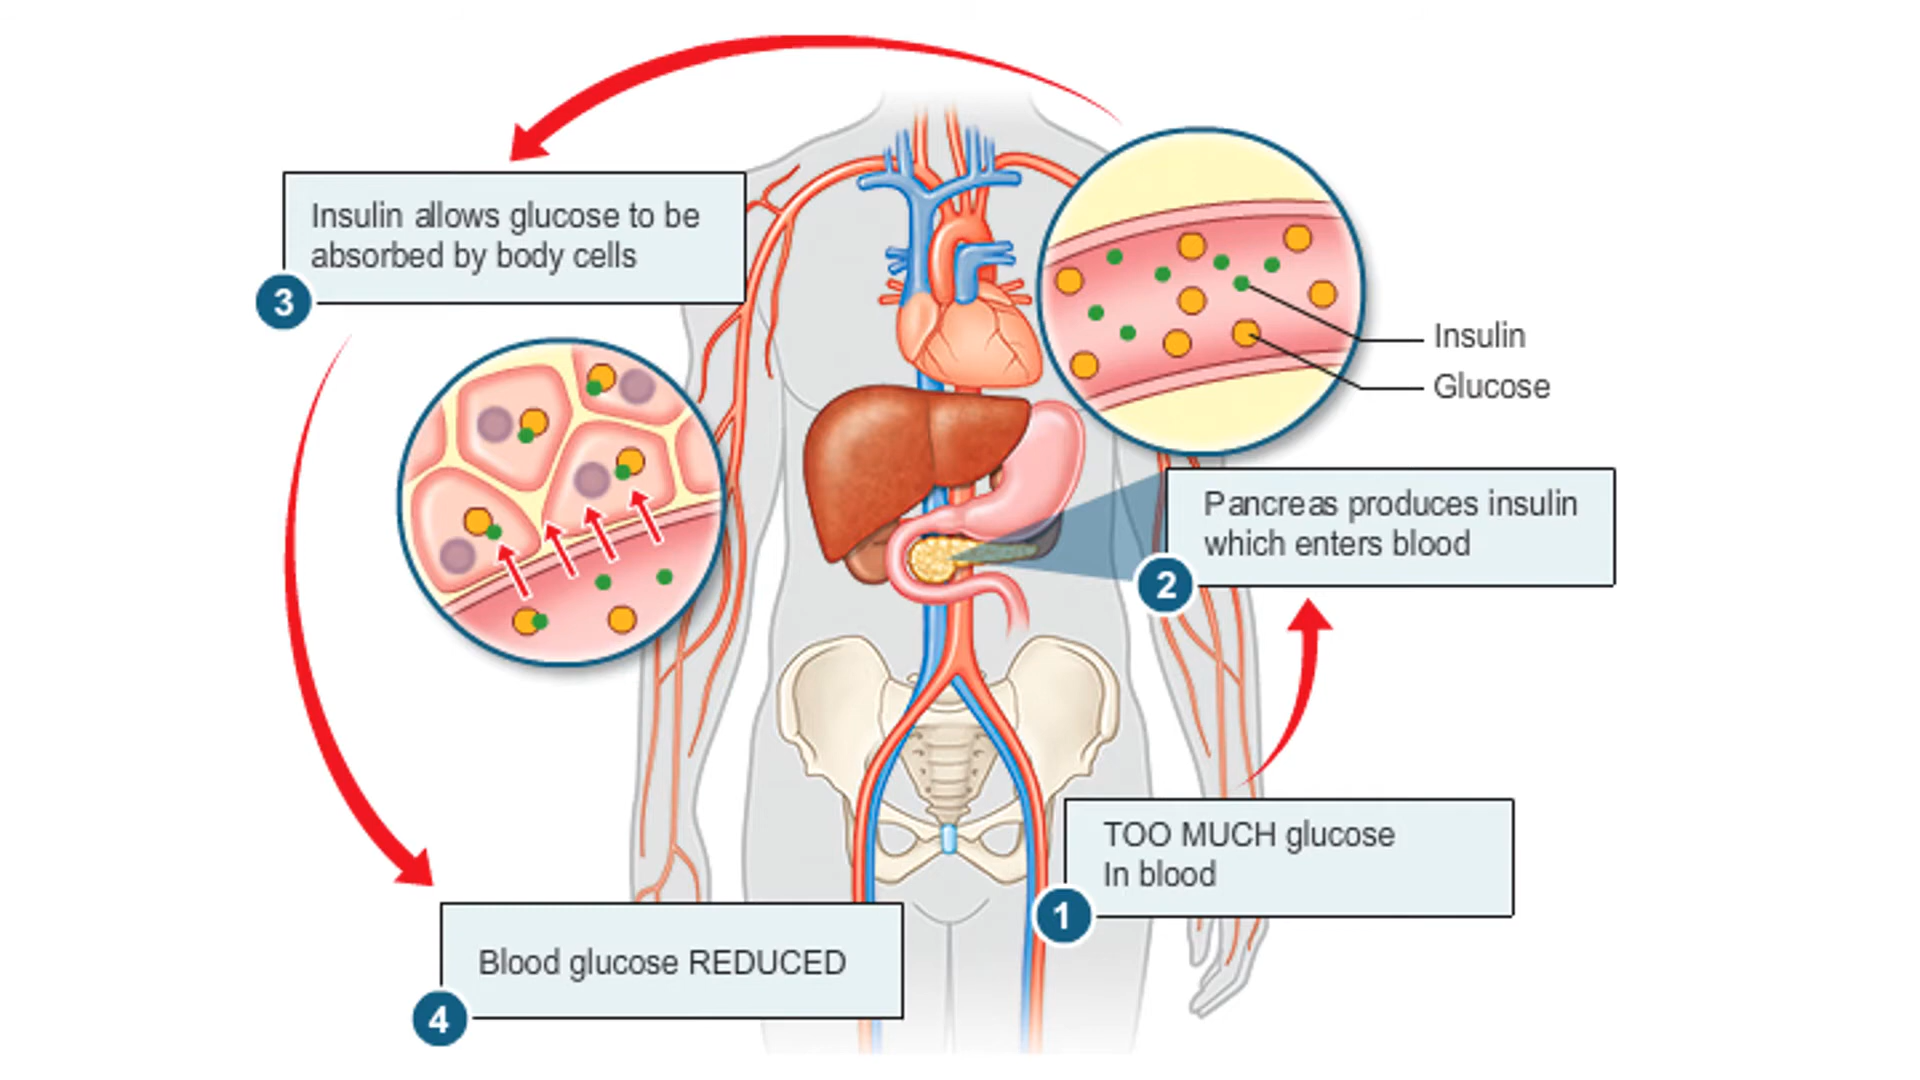 1
TOO MUCH glucose
In blood
2
Pancreas produces insulin
which enters blood
Insulin
Glucose
3
Insulin allows glucose to be
absorbed by body cells
4
Blood glucose REDUCED